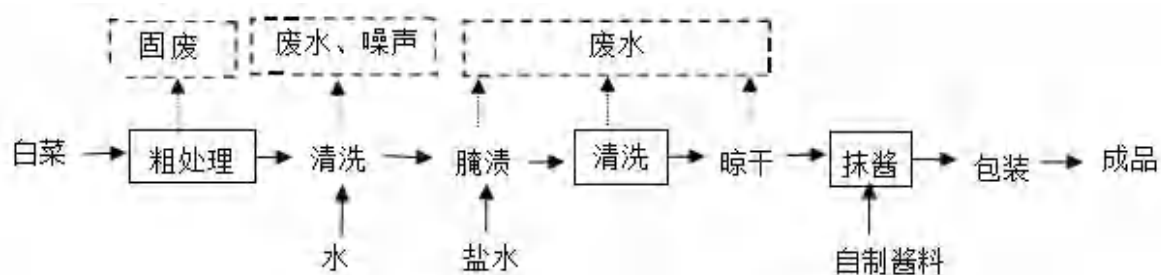 固废 废水、噪声 废水
白菜 粗处理 清洗 腌渍 清洗 晾干 抹酱 包装 成品
水 盐水 自制酱料